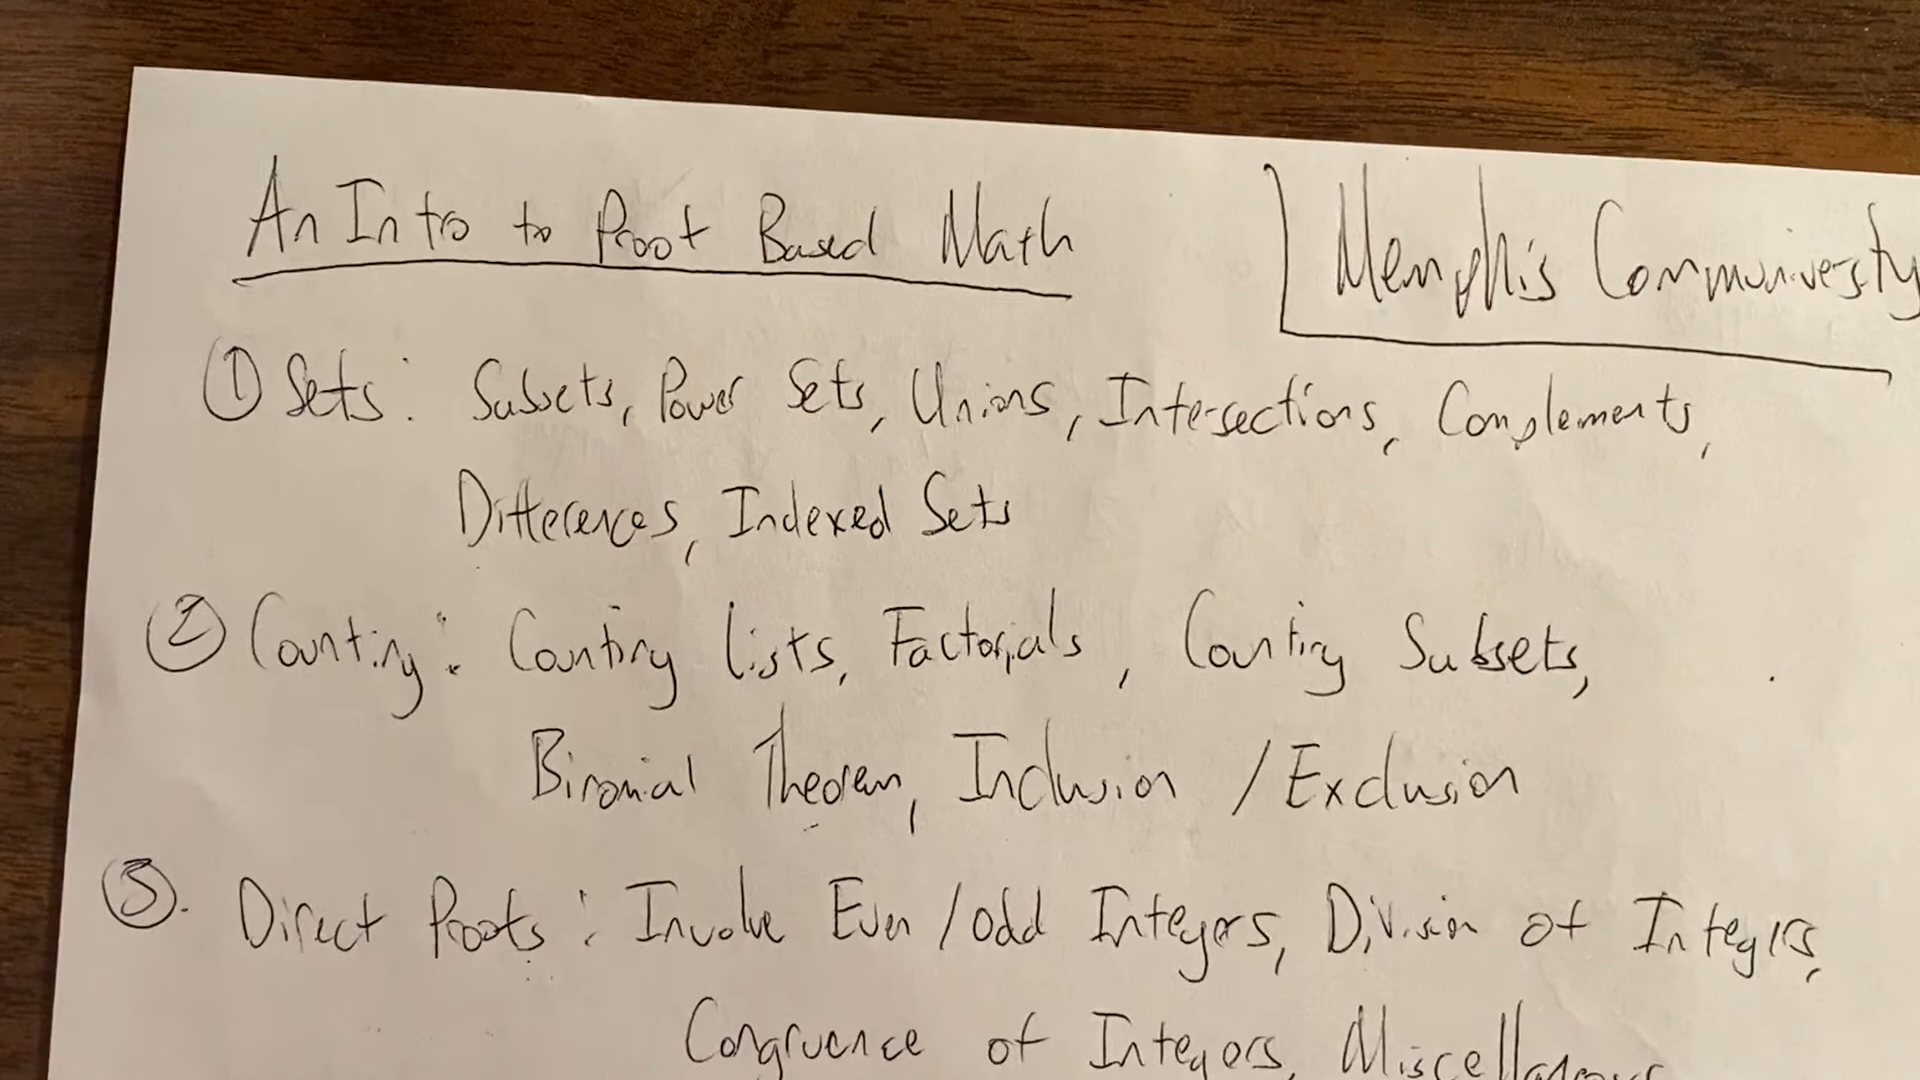 An Intro to Proof Based Math
Memphis Communiversity
① Sets: Subsets, Power Sets, Unions, Intersections, Complements,
Differences, Indexed Sets
② Counting: Counting Lists, Factorials, Counting Subsets,
Binomial Theorem, Inclusion / Exclusion
③. Direct Proofs: Involve Even / odd Integers, Division of Integers,
Congruence of Integers, Miscellaneous